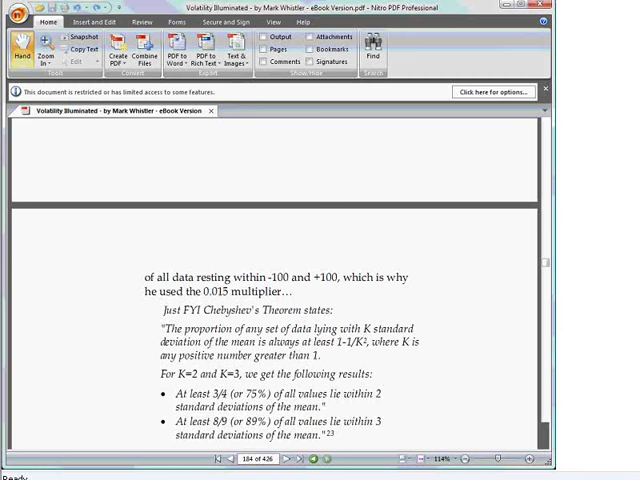 Volatility Illuminated - by Mark Whistler - eBook Version.pdf - Nitro PDF Professional
Home Insert and Edit Review Forms Secure and Sign View Help
Hand
Zoom In
Snapshot
Copy Text
Edit
Tools
Create PDF
Combine Files
Convert
PDF to Word
PDF to Rich Text
Text & Images
Export
Output Attachments
Pages Bookmarks
Comments Signatures
Show/Hide
Find
Search
This document is restricted or has limited access to some features. Click here for options...
Volatility Illuminated - by Mark Whistler - eBook Version x
of all data resting within -100 and +100, which is why
he used the 0.015 multiplier…
Just FYI Chebyshev's Theorem states:
"The proportion of any set of data lying with K standard
deviation of the mean is always at least 1-1/K², where K is
any positive number greater than 1.
For K=2 and K=3, we get the following results:
• At least 3/4 (or 75%) of all values lie within 2
standard deviations of the mean."
• At least 8/9 (or 89%) of all values lie within 3
standard deviations of the mean."23
184 of 426 114%
Ready